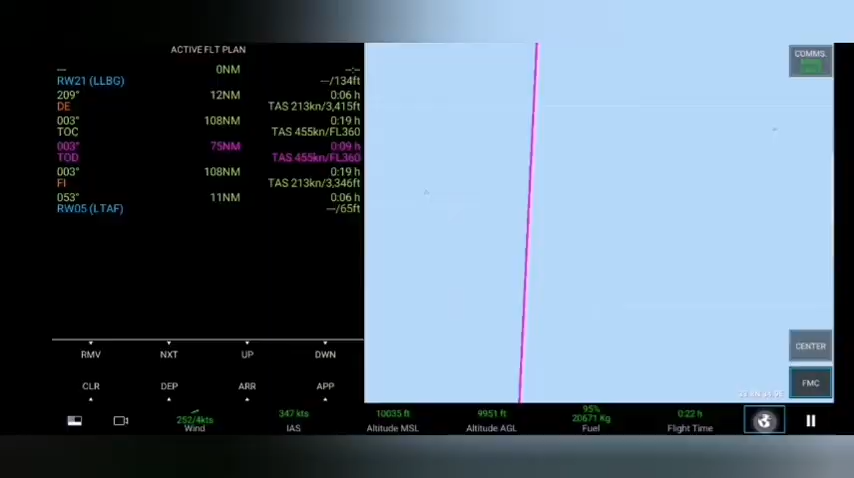 ACTIVE FLT PLAN
--- 0NM --:--
RW21 (LLBG) ---/134ft
209° 12NM 0:06 h
DE TAS 213kn/3,415ft
003° 108NM 0:19 h
TOC TAS 455kn/FL360
003° 75NM 0:09 h
TOD TAS 455kn/FL360
003° 108NM 0:19 h
FI TAS 213kn/3,346ft
053° 11NM 0:06 h
RW05 (LTAF) ---/65ft
RMV NXT UP DWN
CLR DEP ARR APP
COMMS.
CENTER
FMC
252/4kts 347 kts 10035 ft 9951 ft 95% 0:22 h
20671 Kg
Wind IAS Altitude MSL Altitude AGL Fuel Flight Time